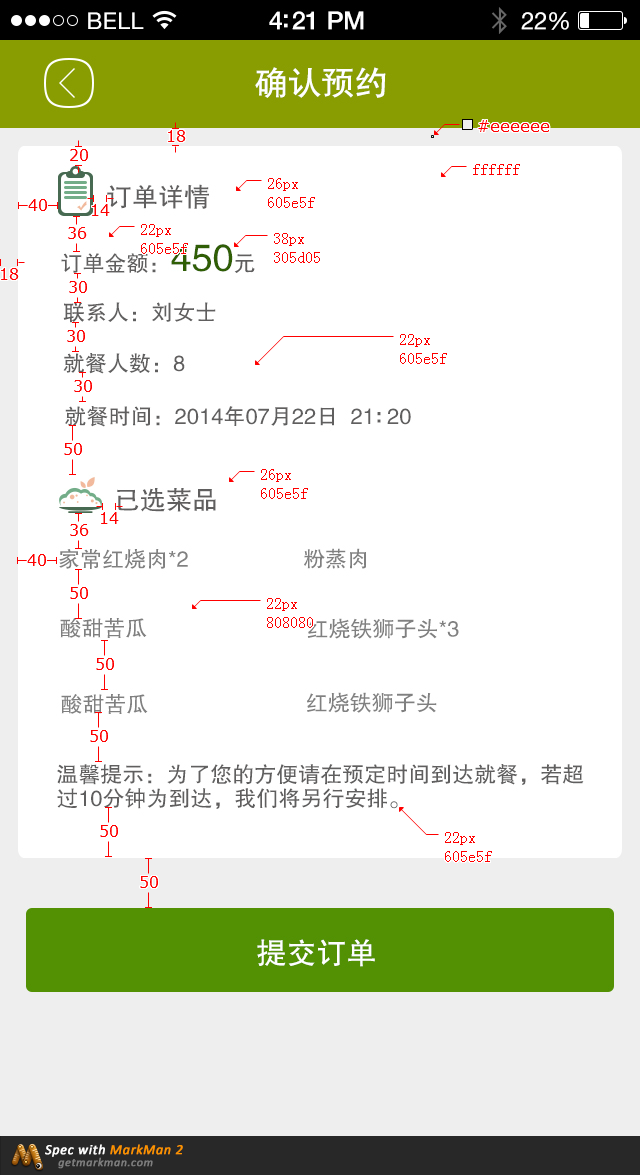 BELL 4:21 PM 22%
确认预约
#eeeeee
18
20
ffffff
26px
605e5f
订单详情
40
14
36
22px
605e5f
38px
305d05
订单金额：450元
18
30
联系人：刘女士
30
22px
605e5f
就餐人数：8
30
就餐时间：2014年07月22日 21:20
50
26px
605e5f
已选菜品
14
36
40
家常红烧肉*2 粉蒸肉
50
22px
808080
酸甜苦瓜 红烧铁狮子头*3
50
酸甜苦瓜 红烧铁狮子头
50
温馨提示：为了您的方便请在预定时间到达就餐，若超
过10分钟为到达，我们将另行安排。
50
22px
605e5f
50
提交订单
Spec with MarkMan 2
getmarkman.com